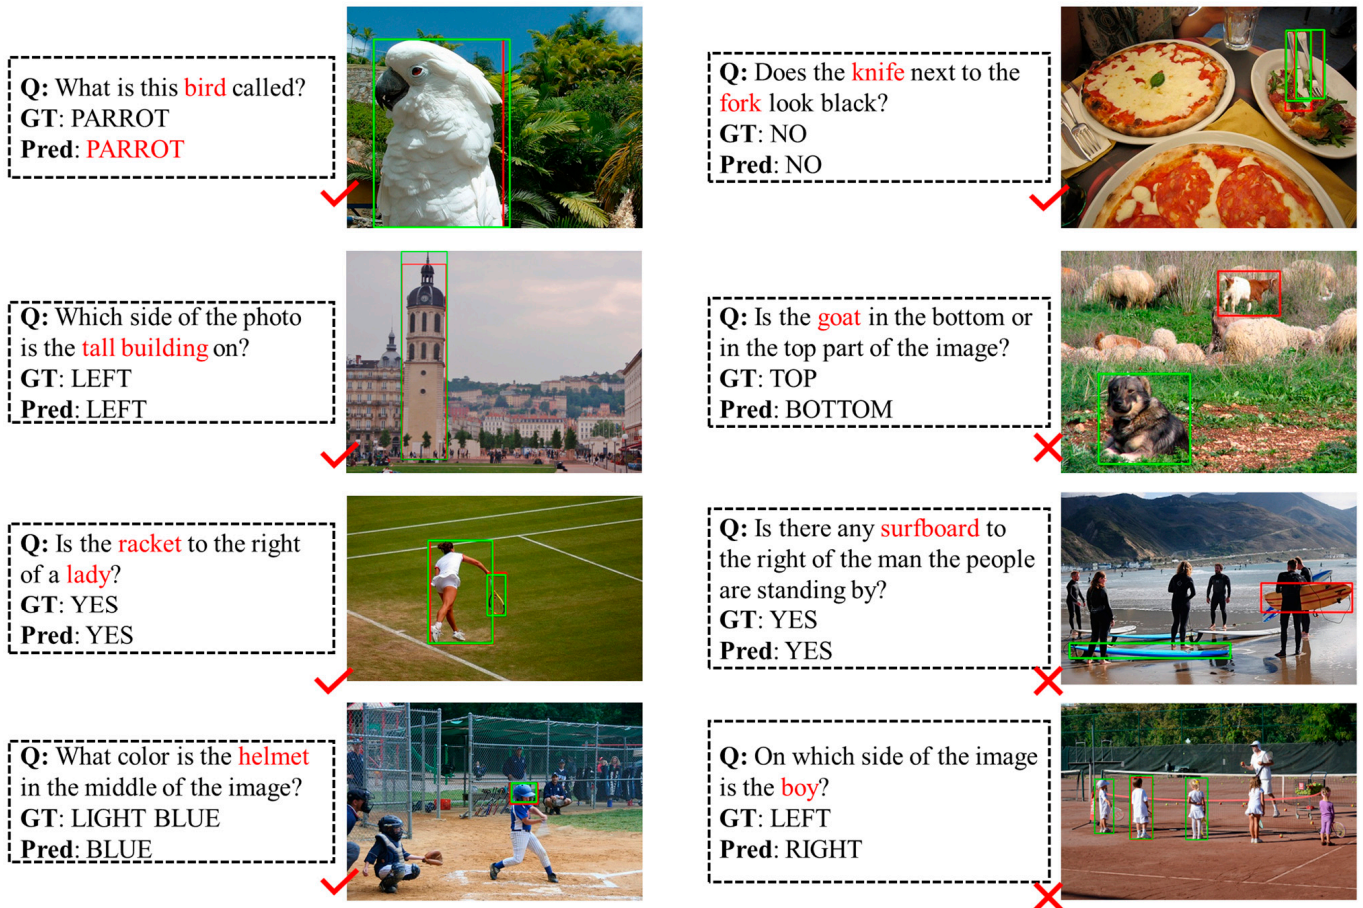 Q: What is this bird called?
GT: PARROT
Pred: PARROT
Q: Does the knife next to the
fork look black?
GT: NO
Pred: NO
Q: Which side of the photo
is the tall building on?
GT: LEFT
Pred: LEFT
Q: Is the goat in the bottom or
in the top part of the image?
GT: TOP
Pred: BOTTOM
Q: Is the racket to the right
of a lady?
GT: YES
Pred: YES
Q: Is there any surfboard to
the right of the man the people
are standing by?
GT: YES
Pred: YES
Q: What color is the helmet
in the middle of the image?
GT: LIGHT BLUE
Pred: BLUE
Q: On which side of the image
is the boy?
GT: LEFT
Pred: RIGHT